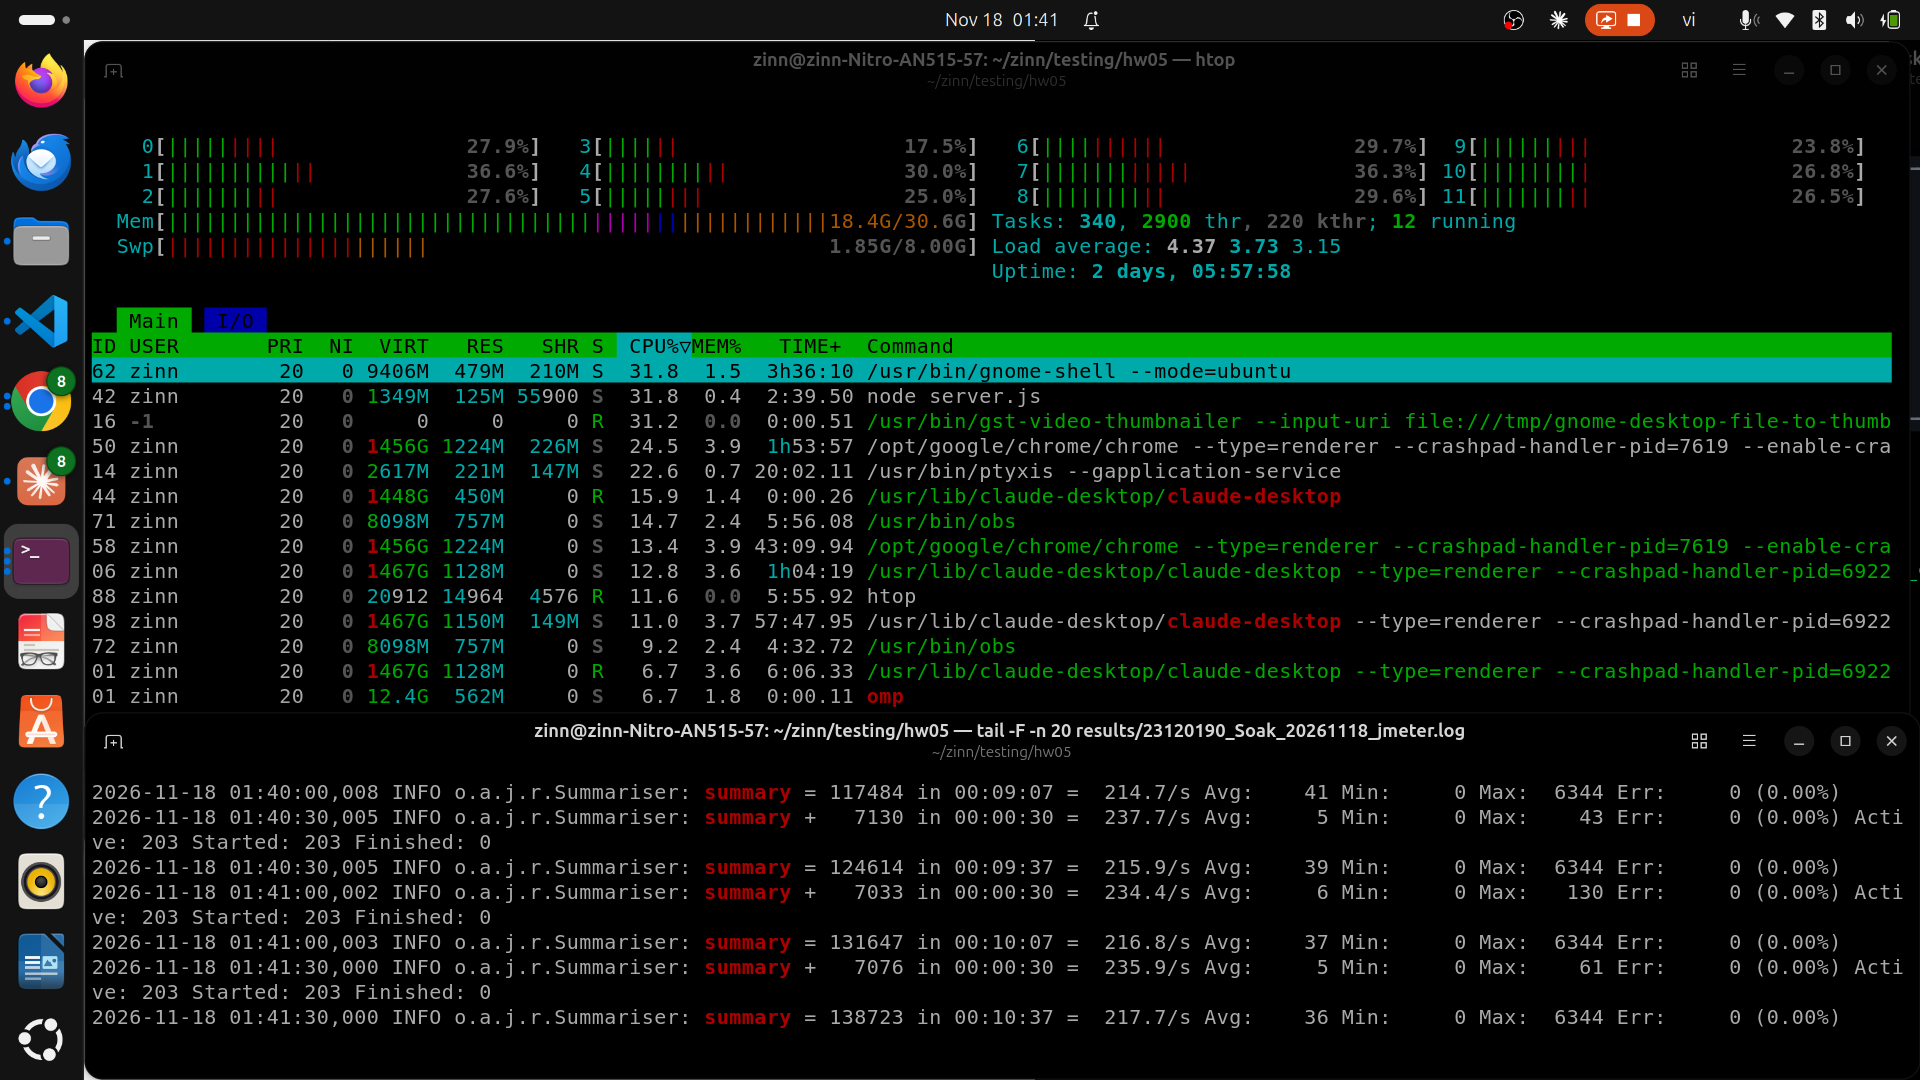 Nov 18 01:41
vi
zinn@zinn-Nitro-AN515-57: ~/zinn/testing/hw05 — htop
~/zinn/testing/hw05
0[||||||||| 27.9%] 3[|||||| 17.5%] 6[|||||||||| 29.7%] 9[||||||||| 23.8%]
1[|||||||||||| 36.6%] 4[|||||||||| 30.0%] 7[|||||||||||| 36.3%] 10[||||||||| 26.8%]
2[||||||||| 27.6%] 5[|||||||| 25.0%] 8[|||||||||| 29.6%] 11[||||||||| 26.5%]
Mem[|||||||||||||||||||||||||||||||||||||||||||||||||||||18.4G/30.6G] Tasks: 340, 2900 thr, 220 kthr; 12 running
Swp[||||||||||||||||||||| 1.85G/8.00G] Load average: 4.37 3.73 3.15
Uptime: 2 days, 05:57:58
Main I/O
ID USER PRI NI VIRT RES SHR S CPU%▽MEM% TIME+ Command
62 zinn 20 0 9406M 479M 210M S 31.8 1.5 3h36:10 /usr/bin/gnome-shell --mode=ubuntu
42 zinn 20 0 1349M 125M 55900 S 31.8 0.4 2:39.50 node server.js
16 -1 20 0 0 0 0 R 31.2 0.0 0:00.51 /usr/bin/gst-video-thumbnailer --input-uri file:///tmp/gnome-desktop-file-to-thumb
50 zinn 20 0 1456G 1224M 226M S 24.5 3.9 1h53:57 /opt/google/chrome/chrome --type=renderer --crashpad-handler-pid=7619 --enable-cra
14 zinn 20 0 2617M 221M 147M S 22.6 0.7 20:02.11 /usr/bin/ptyxis --gapplication-service
44 zinn 20 0 1448G 450M 0 R 15.9 1.4 0:00.26 /usr/lib/claude-desktop/claude-desktop
71 zinn 20 0 8098M 757M 0 S 14.7 2.4 5:56.08 /usr/bin/obs
58 zinn 20 0 1456G 1224M 0 S 13.4 3.9 43:09.94 /opt/google/chrome/chrome --type=renderer --crashpad-handler-pid=7619 --enable-cra
06 zinn 20 0 1467G 1128M 0 S 12.8 3.6 1h04:19 /usr/lib/claude-desktop/claude-desktop --type=renderer --crashpad-handler-pid=6922
88 zinn 20 0 20912 14964 4576 R 11.6 0.0 5:55.92 htop
98 zinn 20 0 1467G 1150M 149M S 11.0 3.7 57:47.95 /usr/lib/claude-desktop/claude-desktop --type=renderer --crashpad-handler-pid=6922
72 zinn 20 0 8098M 757M 0 S 9.2 2.4 4:32.72 /usr/bin/obs
01 zinn 20 0 1467G 1128M 0 R 6.7 3.6 6:06.33 /usr/lib/claude-desktop/claude-desktop --type=renderer --crashpad-handler-pid=6922
01 zinn 20 0 12.4G 562M 0 S 6.7 1.8 0:00.11 omp
zinn@zinn-Nitro-AN515-57: ~/zinn/testing/hw05 — tail -F -n 20 results/23120190_Soak_20261118_jmeter.log
~/zinn/testing/hw05
2026-11-18 01:40:00,008 INFO o.a.j.r.Summariser: summary = 117484 in 00:09:07 = 214.7/s Avg: 41 Min: 0 Max: 6344 Err: 0 (0.00%)
2026-11-18 01:40:30,005 INFO o.a.j.r.Summariser: summary + 7130 in 00:00:30 = 237.7/s Avg: 5 Min: 0 Max: 43 Err: 0 (0.00%) Acti
ve: 203 Started: 203 Finished: 0
2026-11-18 01:40:30,005 INFO o.a.j.r.Summariser: summary = 124614 in 00:09:37 = 215.9/s Avg: 39 Min: 0 Max: 6344 Err: 0 (0.00%)
2026-11-18 01:41:00,002 INFO o.a.j.r.Summariser: summary + 7033 in 00:00:30 = 234.4/s Avg: 6 Min: 0 Max: 130 Err: 0 (0.00%) Acti
ve: 203 Started: 203 Finished: 0
2026-11-18 01:41:00,003 INFO o.a.j.r.Summariser: summary = 131647 in 00:10:07 = 216.8/s Avg: 37 Min: 0 Max: 6344 Err: 0 (0.00%)
2026-11-18 01:41:30,000 INFO o.a.j.r.Summariser: summary + 7076 in 00:00:30 = 235.9/s Avg: 5 Min: 0 Max: 61 Err: 0 (0.00%) Acti
ve: 203 Started: 203 Finished: 0
2026-11-18 01:41:30,000 INFO o.a.j.r.Summariser: summary = 138723 in 00:10:37 = 217.7/s Avg: 36 Min: 0 Max: 6344 Err: 0 (0.00%)
8
8